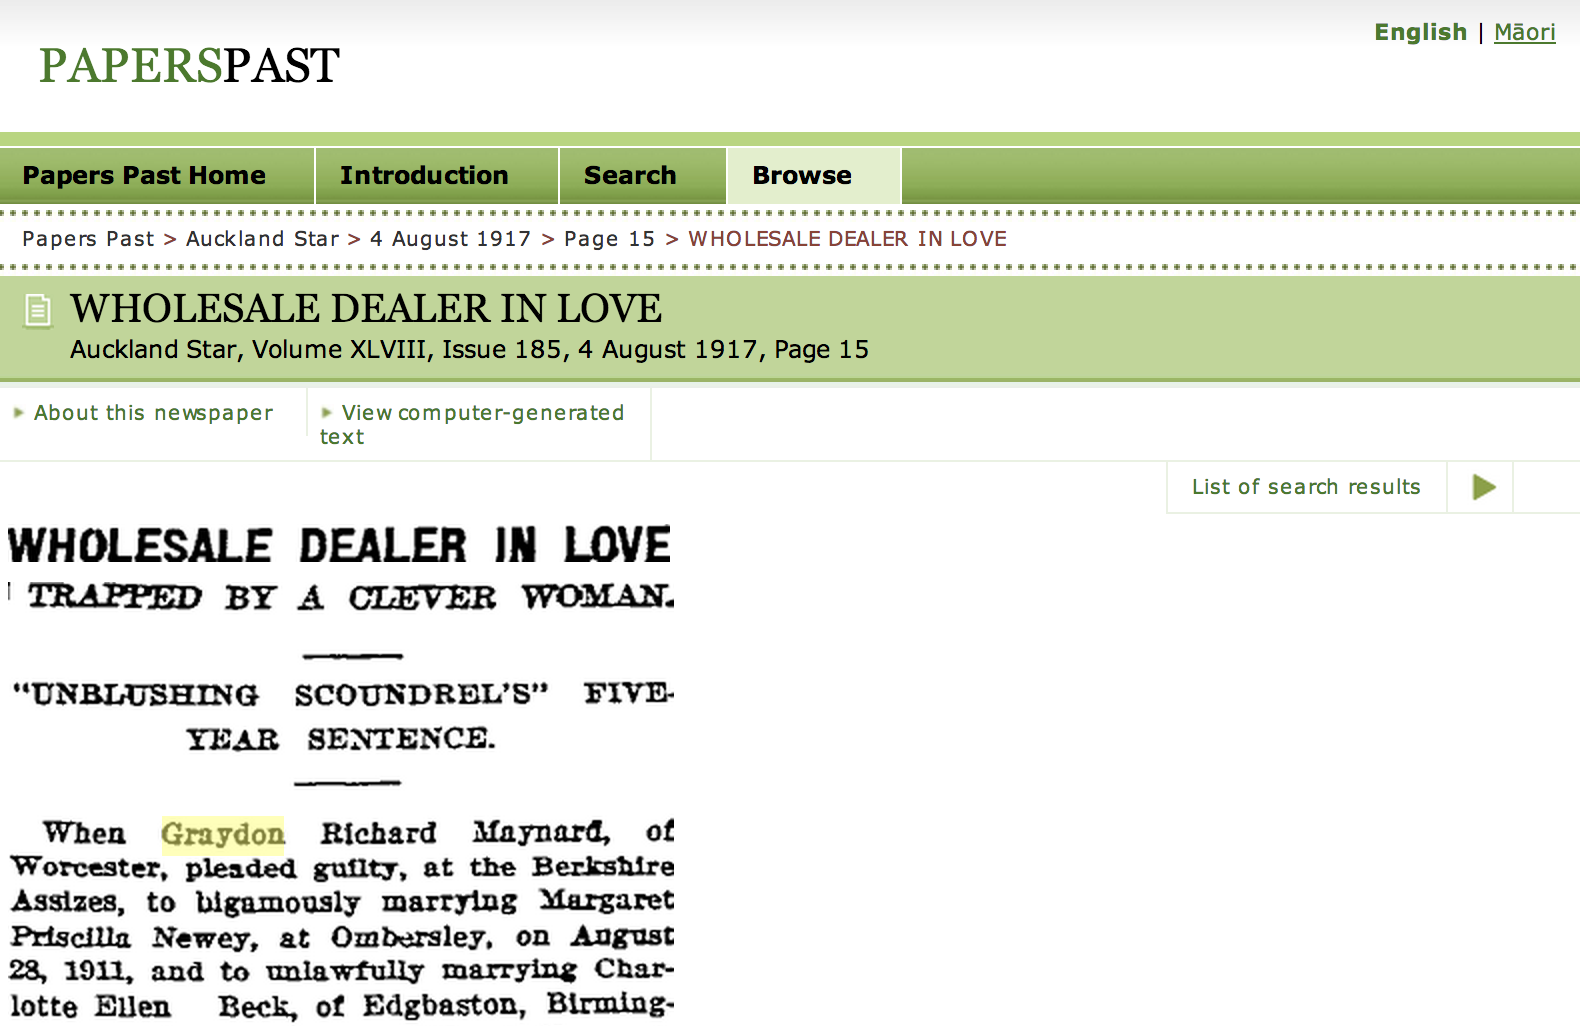 English | Māori
PAPERSPAST
Papers Past Home Introduction Search Browse
Papers Past > Auckland Star > 4 August 1917 > Page 15 > WHOLESALE DEALER IN LOVE
WHOLESALE DEALER IN LOVE
Auckland Star, Volume XLVIII, Issue 185, 4 August 1917, Page 15
About this newspaper
View computer-generated
text
List of search results
WHOLESALE DEALER IN LOVE
TRAPPED BY A CLEVER WOMAN.
"UNBLUSHING SCOUNDREL'S" FIVE-
YEAR SENTENCE.
When Graydon Richard Maynard, of
Worcester, pleaded guilty, at the Berkshire
Assizes, to bigamously marrying Margaret
Priscilla Newey, at Ombersley, on August
28, 1911, and to unlawfully marrying Char-
lotte Ellen Beck, of Edgbaston, Birming-